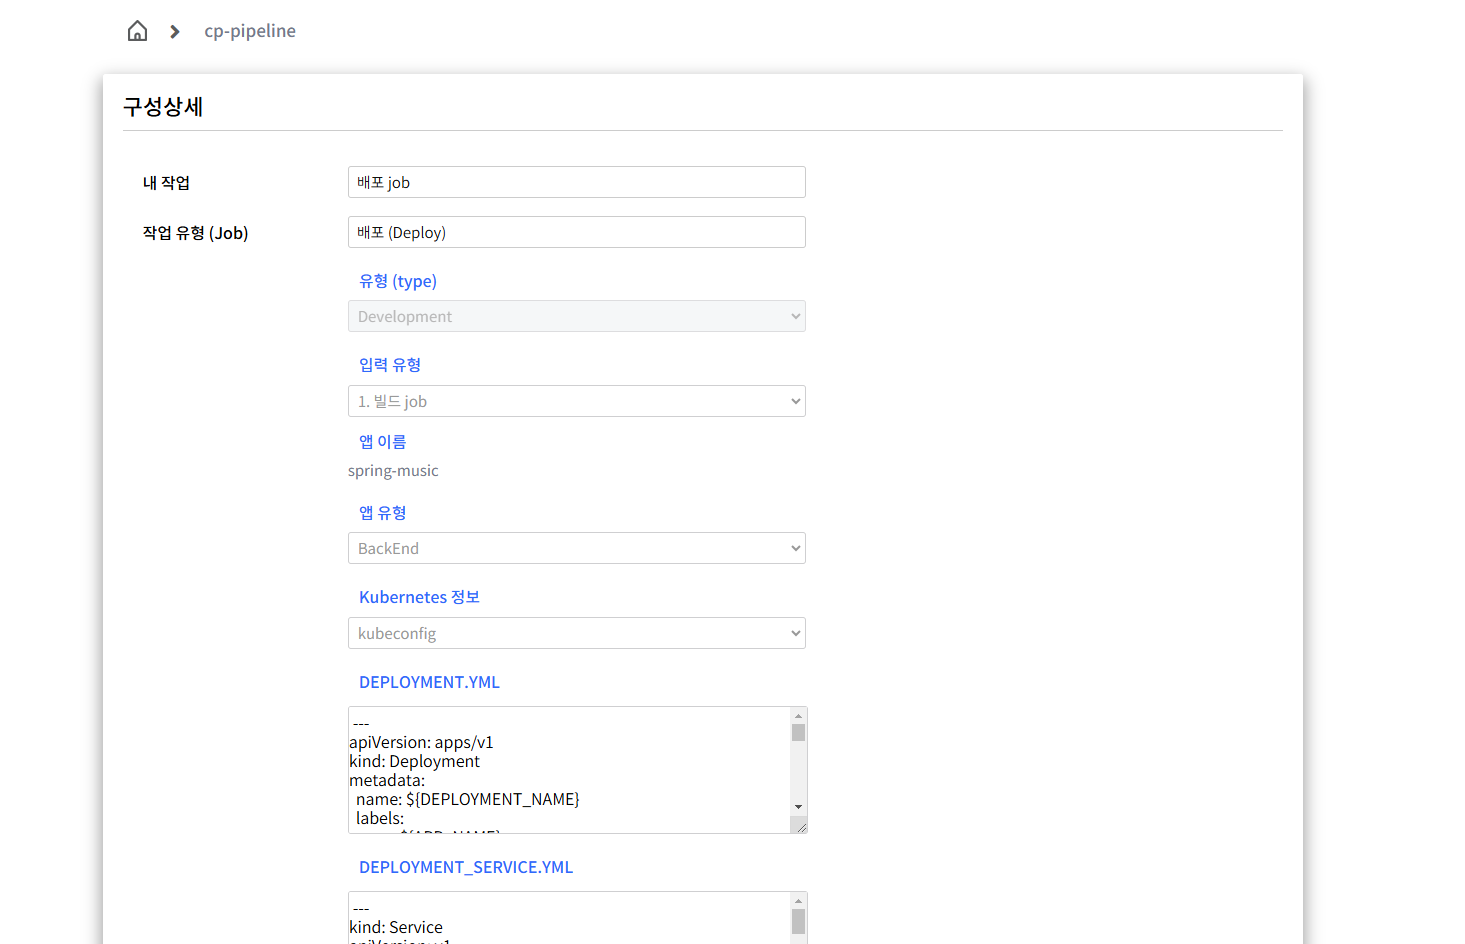 cp-pipeline
구성상세
내 작업
배포 job
작업 유형 (Job)
배포 (Deploy)
유형 (type)
Development
입력 유형
1. 빌드 job
앱 이름
spring-music
앱 유형
BackEnd
Kubernetes 정보
kubeconfig
DEPLOYMENT.YML
---
apiVersion: apps/v1
kind: Deployment
metadata:
name: ${DEPLOYMENT_NAME}
labels:
DEPLOYMENT_SERVICE.YML
---
kind: Service